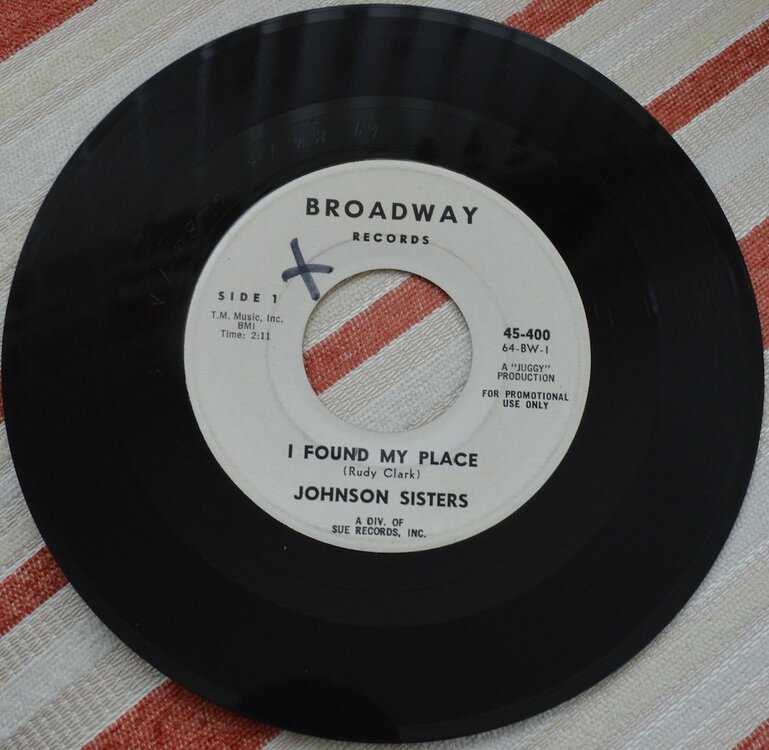 BROADWAY
RECORDS
SIDE 1
T.M. Music, Inc.
BMI
Time: 2:11
45-400
64-BW-1
A "JUGGY"
PRODUCTION
FOR PROMOTIONAL
USE ONLY
I FOUND MY PLACE
(Rudy Clark)
JOHNSON SISTERS
A DIV. OF
SUE RECORDS, INC.